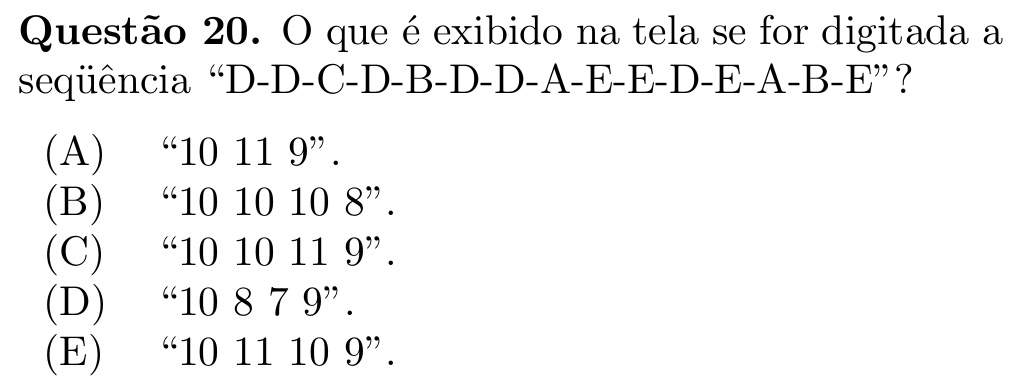 Questão 20. O que é exibido na tela se for digitada a
seqüência “D-D-C-D-B-D-D-A-E-E-D-E-A-B-E”?
(A) “10 11 9”.
(B) “10 10 10 8”.
(C) “10 10 11 9”.
(D) “10 8 7 9”.
(E) “10 11 10 9”.